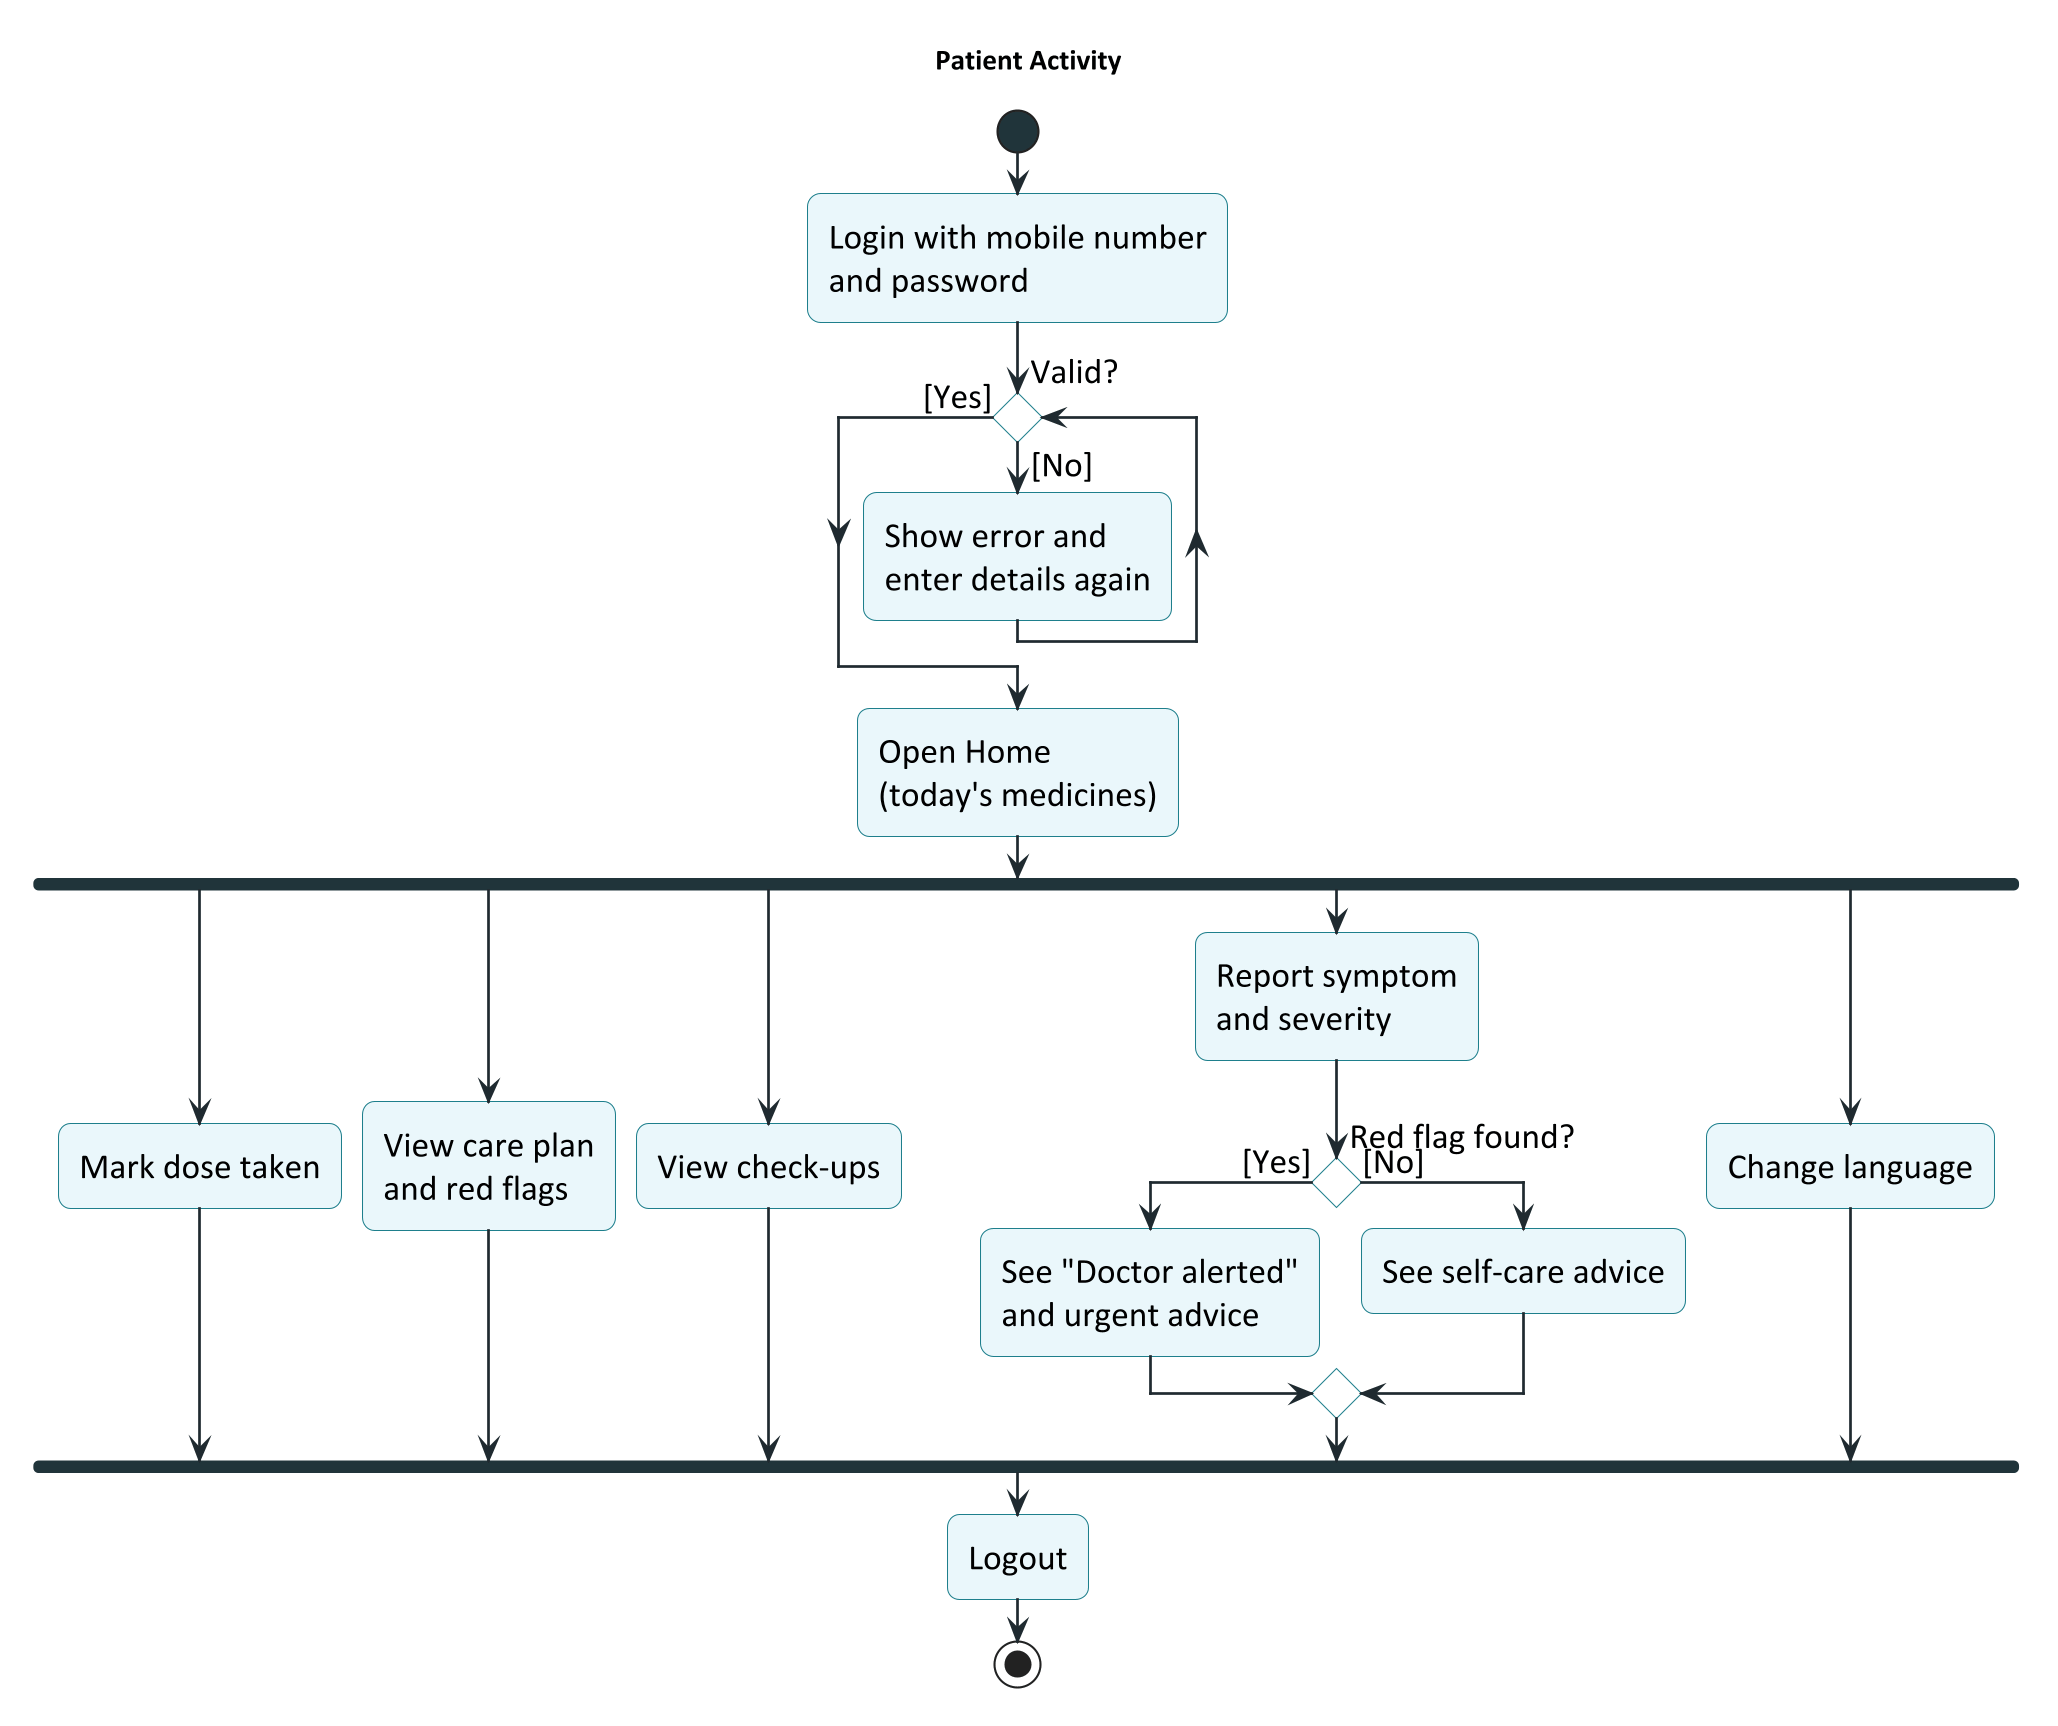 Patient Activity
Login with mobile number
and password
Valid?
[Yes]
[No]
Show error and
enter details again
Open Home
(today's medicines)
Mark dose taken
View care plan
and red flags
View check-ups
Report symptom
and severity
Red flag found?
[Yes]
[No]
See "Doctor alerted"
and urgent advice
See self-care advice
Change language
Logout